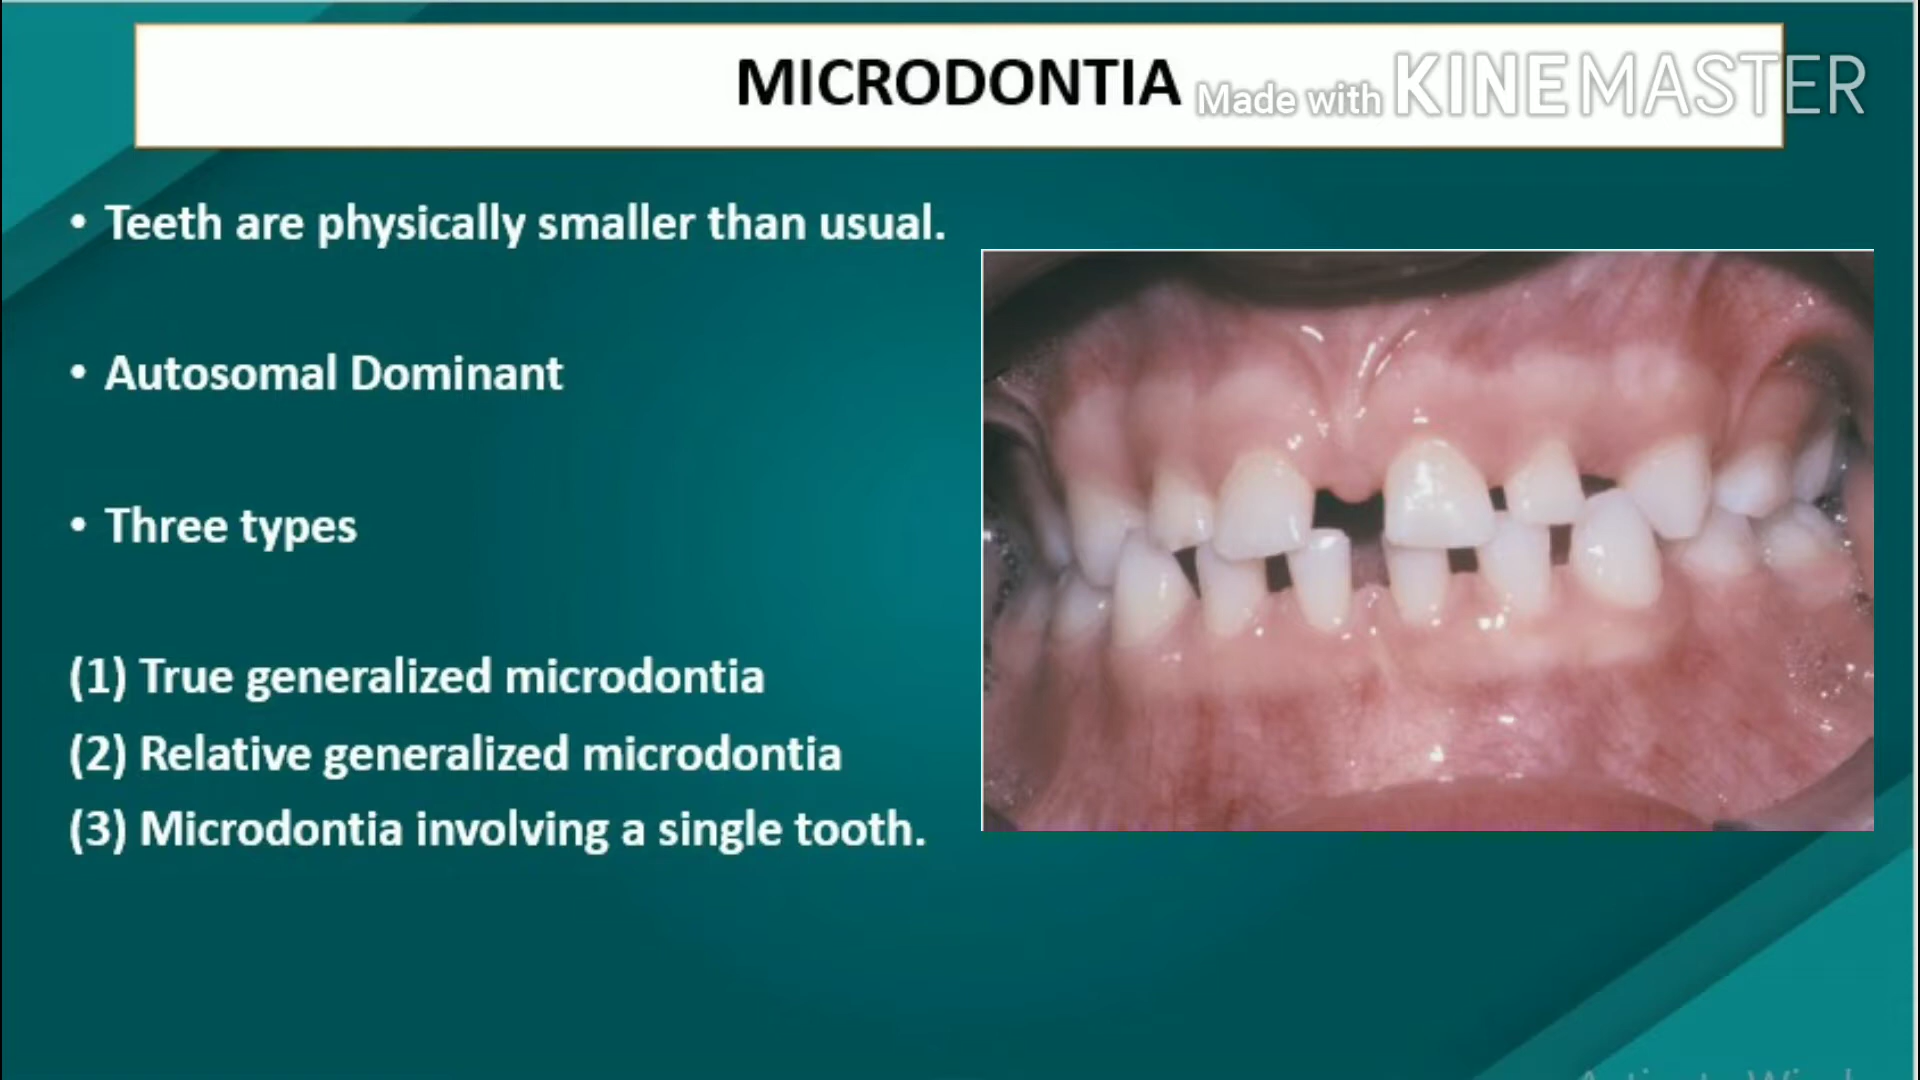 MICRODONTIA
Made with KINEMASTER
• Teeth are physically smaller than usual.
• Autosomal Dominant
• Three types
(1) True generalized microdontia
(2) Relative generalized microdontia
(3) Microdontia involving a single tooth.